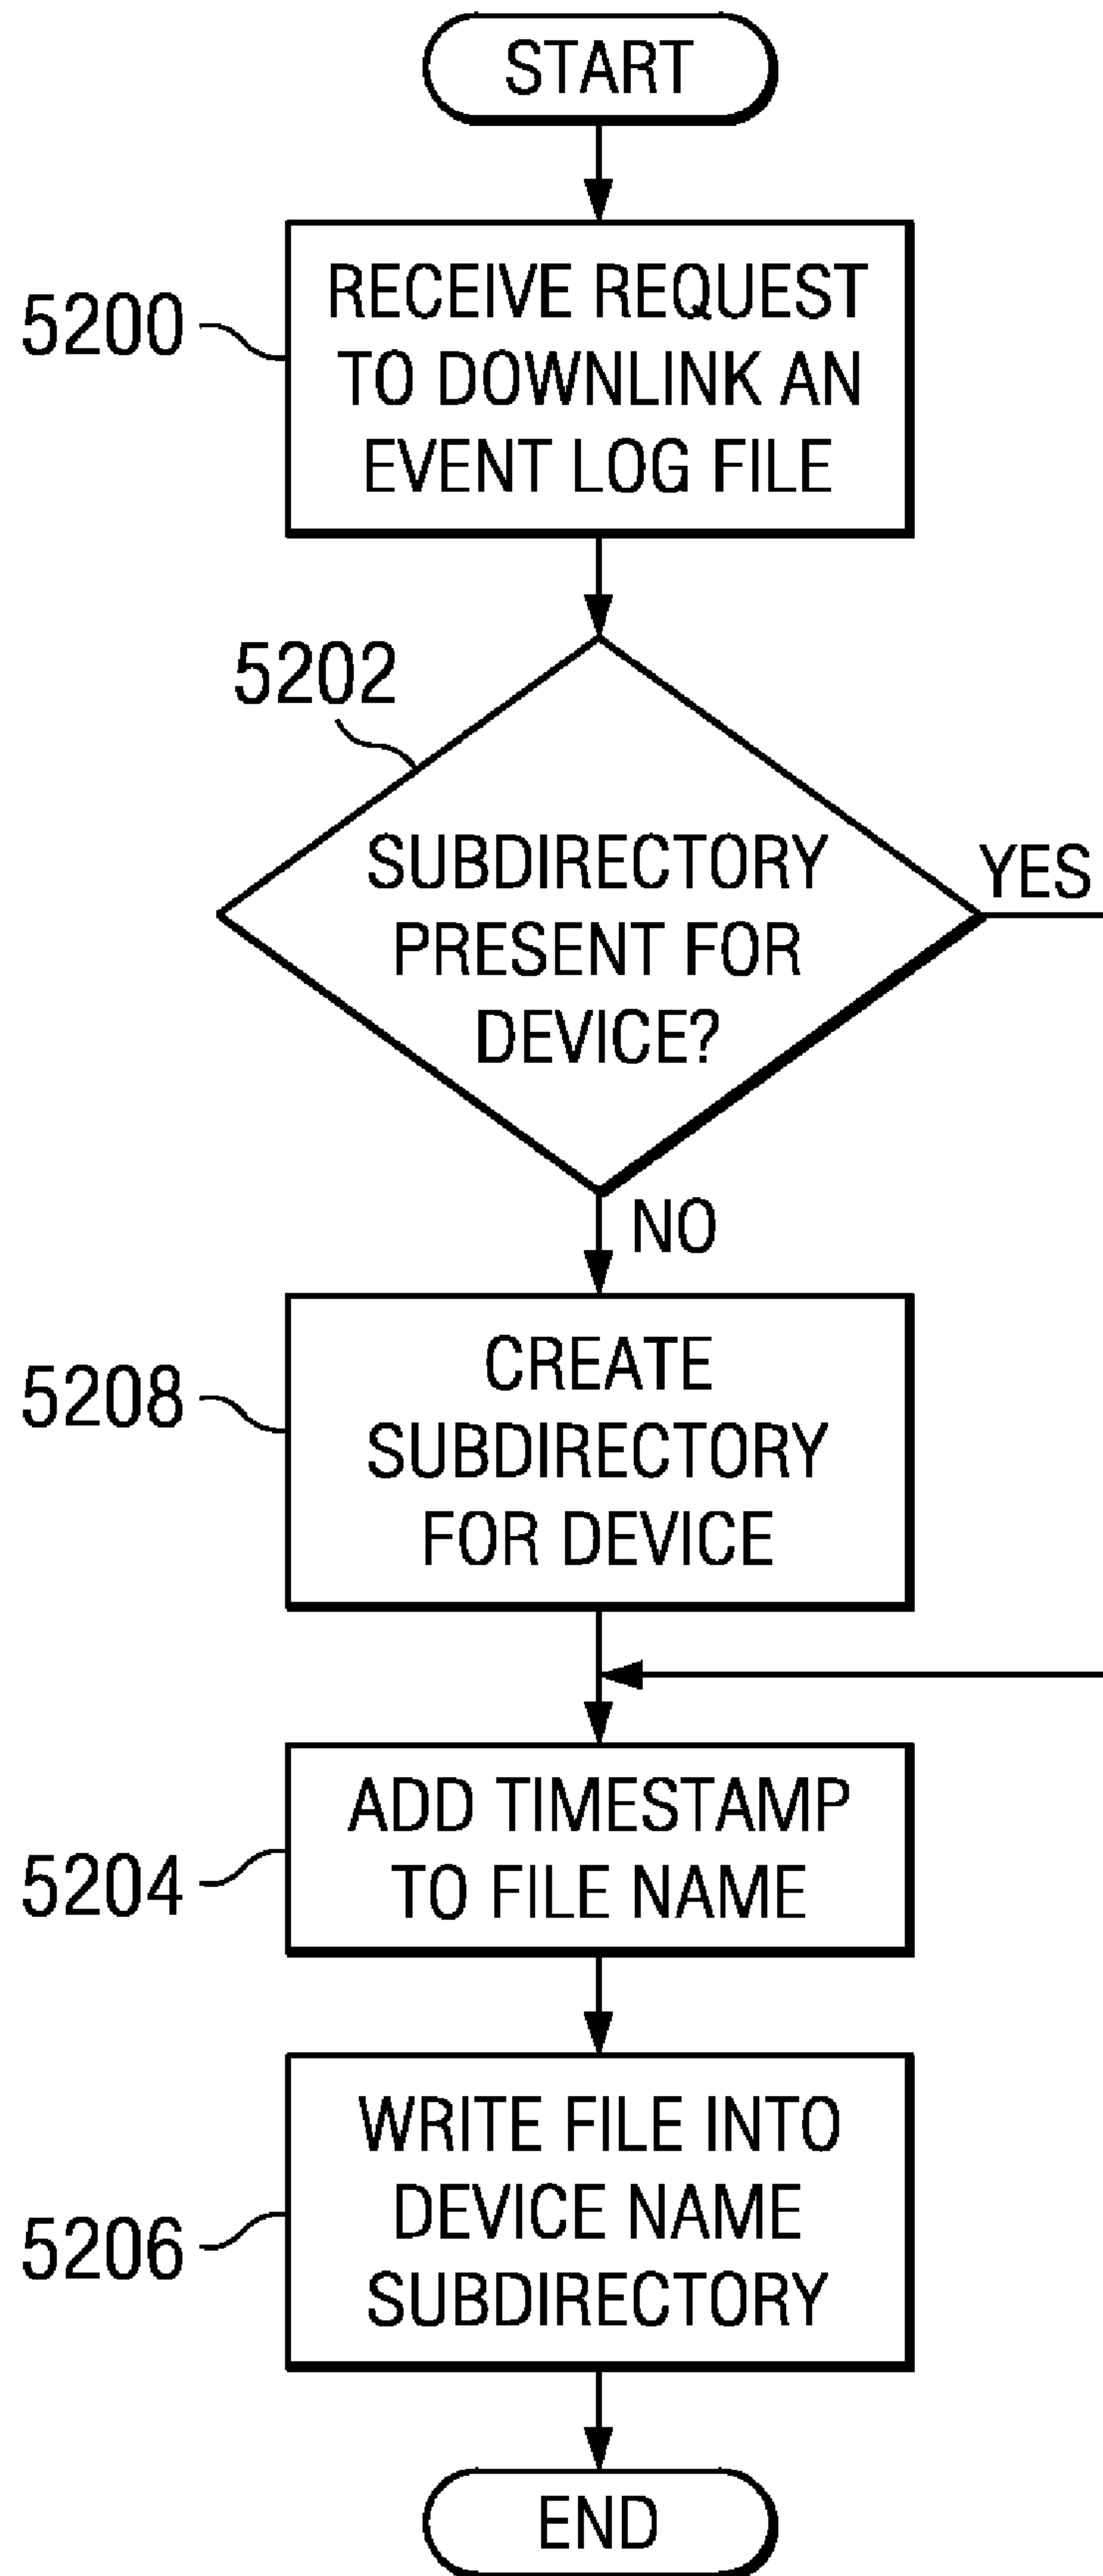 START
5200
RECEIVE REQUEST
TO DOWNLINK AN
EVENT LOG FILE
5202
SUBDIRECTORY
PRESENT FOR
DEVICE?
YES
NO
5208
CREATE
SUBDIRECTORY
FOR DEVICE
5204
ADD TIMESTAMP
TO FILE NAME
5206
WRITE FILE INTO
DEVICE NAME
SUBDIRECTORY
END